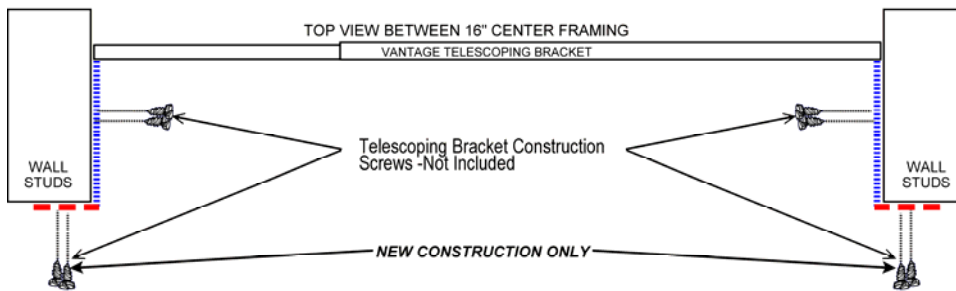 TOP VIEW BETWEEN 16" CENTER FRAMING
VANTAGE TELESCOPING BRACKET
Telescoping Bracket Construction
Screws -Not Included
WALL
STUDS
WALL
STUDS
NEW CONSTRUCTION ONLY